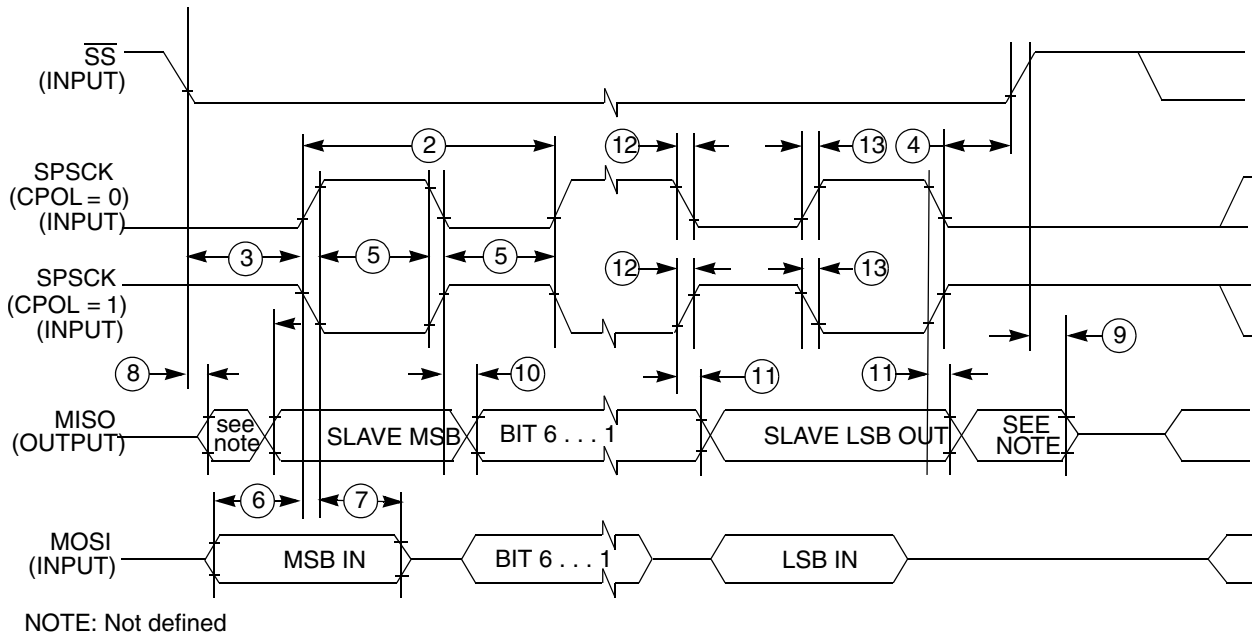 SS
(INPUT)
2
12
13
4
SPSCK
(CPOL = 0)
(INPUT)
3
5
5
SPSCK
(CPOL = 1)
(INPUT)
12
13
8
10
11
11
9
MISO
(OUTPUT)
see
note
SLAVE MSB
BIT 6 . . . 1
SLAVE LSB OUT
SEE
NOTE
6
7
MOSI
(INPUT)
MSB IN
BIT 6 . . . 1
LSB IN
NOTE: Not defined